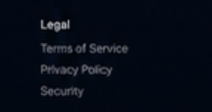 Legal
Terms of Service
Privacy Policy
Security